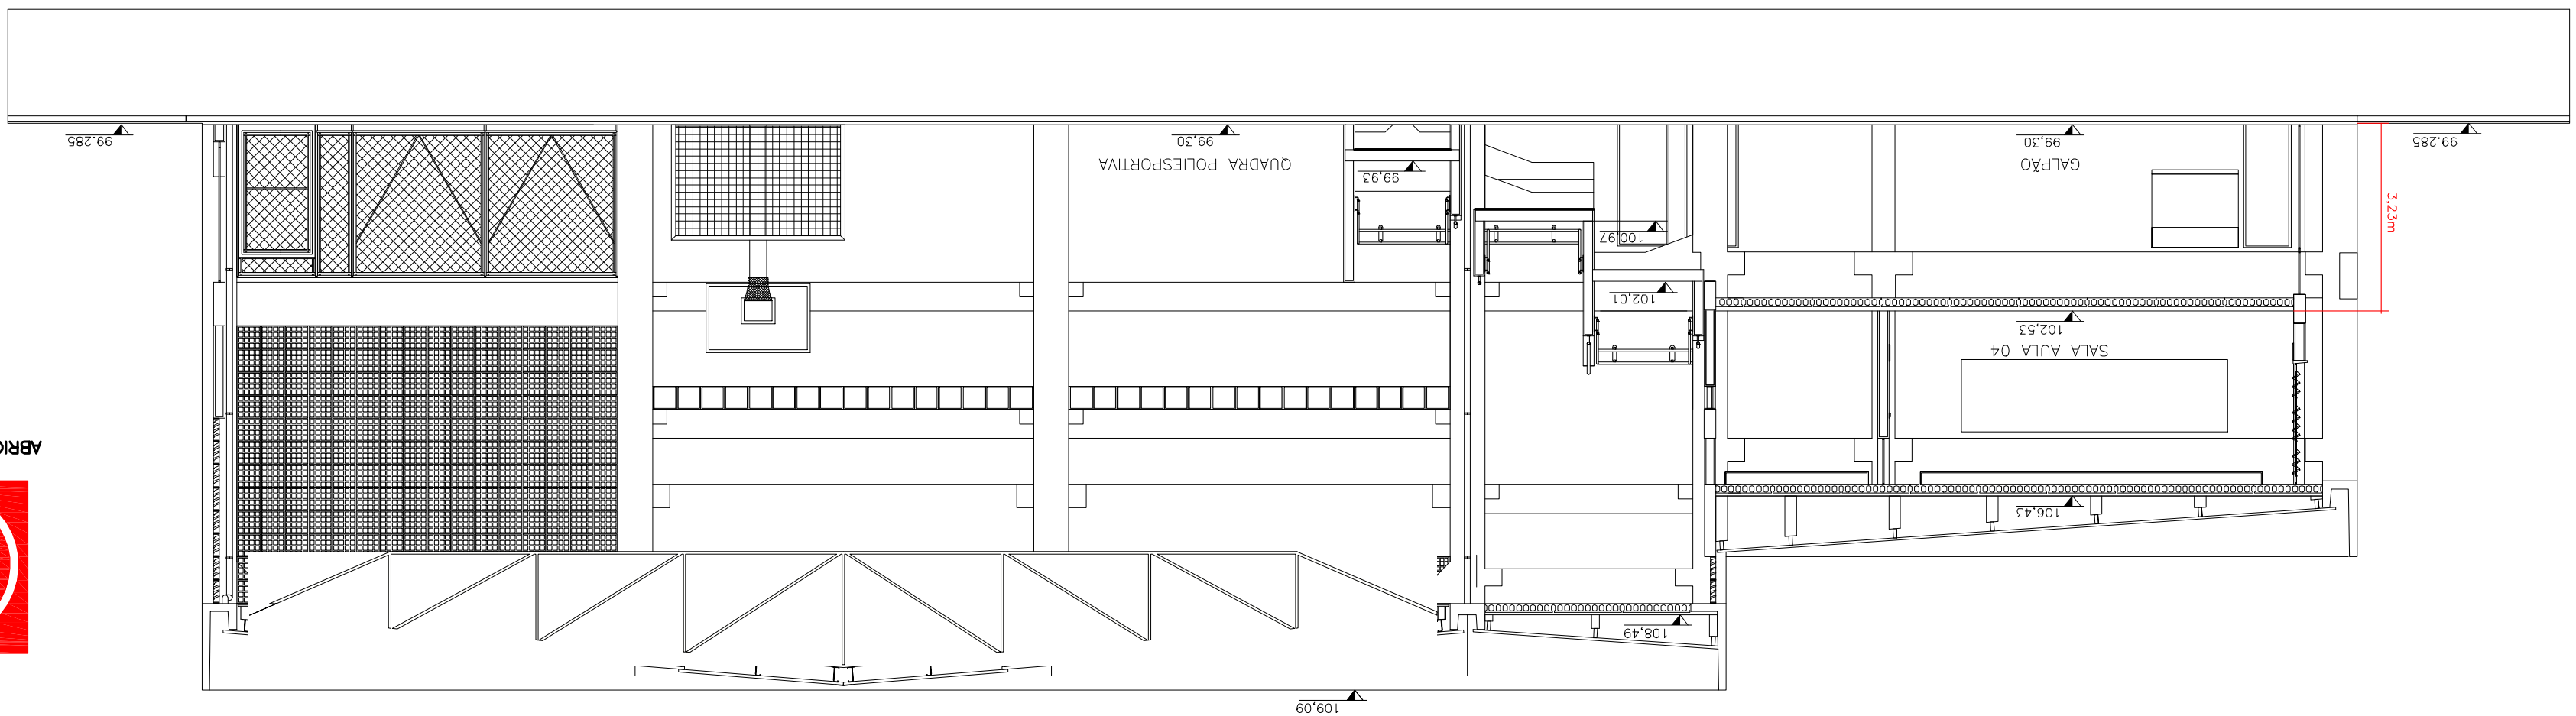 109,09
108,49
106,43
SALA AULA 04
102,53
102,01
100,97
3,23m
99,93
GALPÃO
QUADRA POLIESPORTIVA
99.285
99,30
99,30
99.285